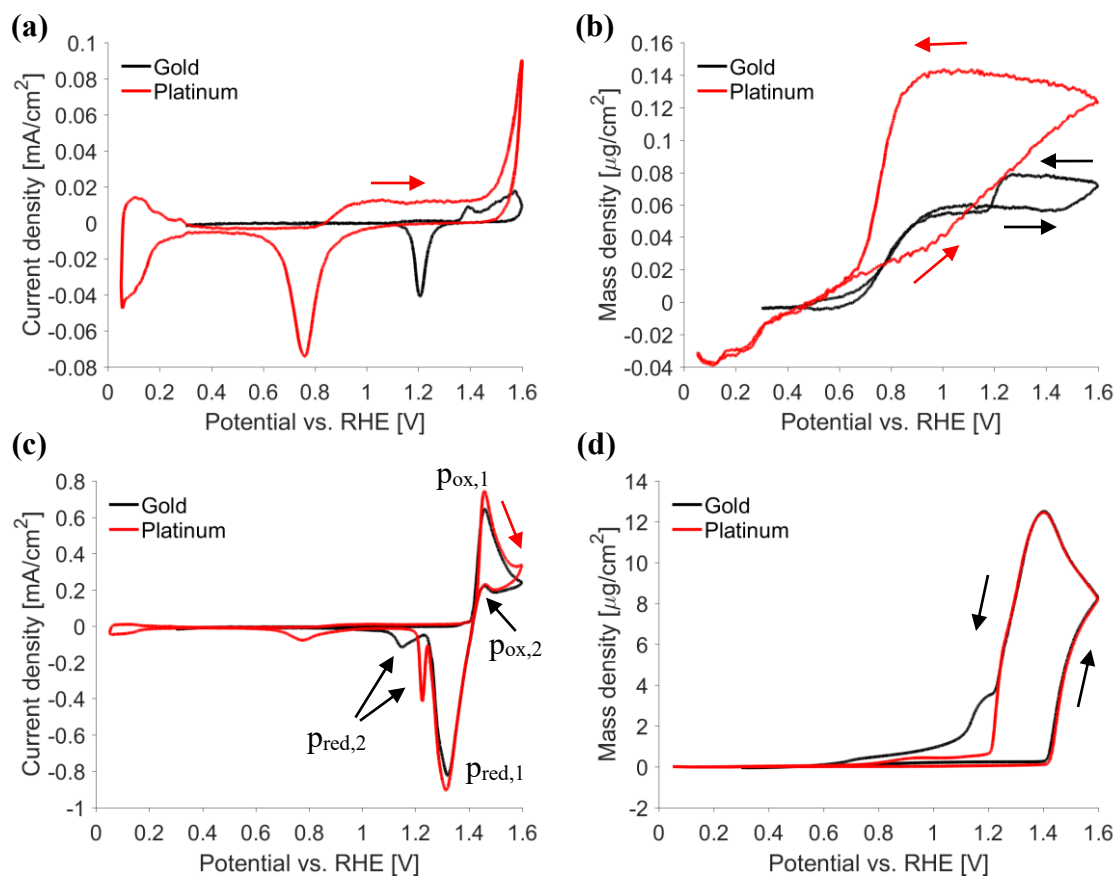 (a)
Gold
Platinum
Current density [mA/cm²]
0.1
0.08
0.06
0.04
0.02
0
-0.02
-0.04
-0.06
-0.08
0 0.2 0.4 0.6 0.8 1 1.2 1.4 1.6
Potential vs. RHE [V]
(b)
Gold
Platinum
Mass density [μg/cm²]
0.16
0.14
0.12
0.1
0.08
0.06
0.04
0.02
0
-0.02
-0.04
0 0.2 0.4 0.6 0.8 1 1.2 1.4 1.6
Potential vs. RHE [V]
(c)
Gold
Platinum
pox,1
pox,2
pred,2
pred,1
Current density [mA/cm²]
0.8
0.6
0.4
0.2
0
-0.2
-0.4
-0.6
-0.8
-1
0 0.2 0.4 0.6 0.8 1 1.2 1.4 1.6
Potential vs. RHE [V]
(d)
Gold
Platinum
Mass density [μg/cm²]
14
12
10
8
6
4
2
0
-2
0 0.2 0.4 0.6 0.8 1 1.2 1.4 1.6
Potential vs. RHE [V]